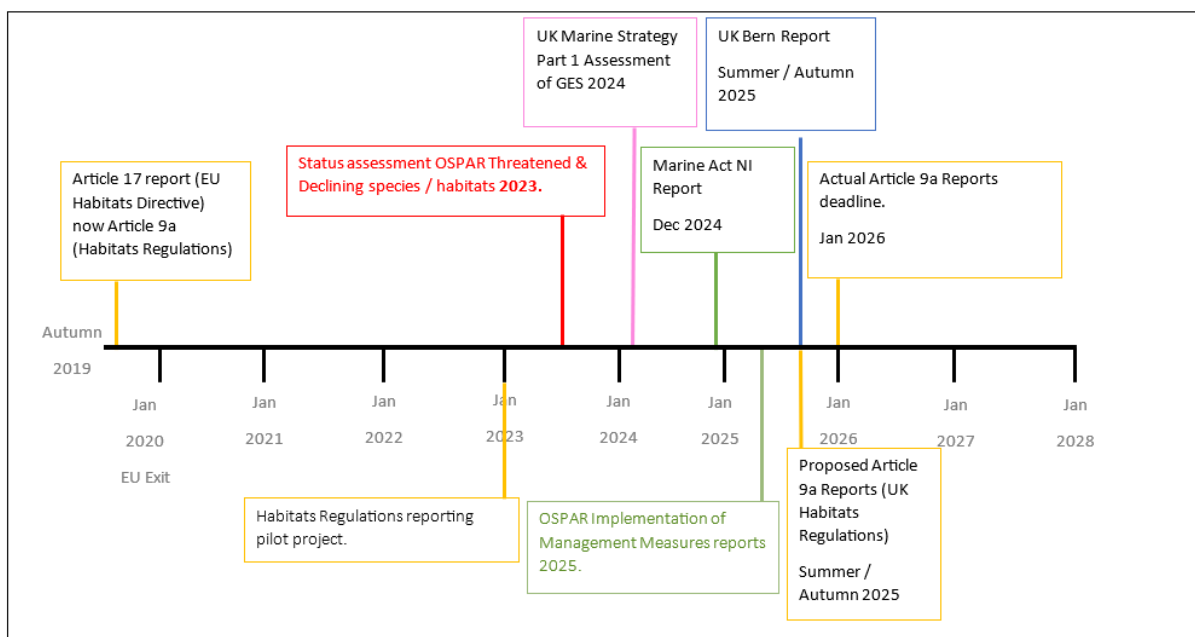 UK Marine Strategy
Part 1 Assessment
of GES 2024
UK Bern Report
Summer / Autumn
2025
Status assessment OSPAR Threatened &
Declining species / habitats 2023.
Marine Act NI
Report
Dec 2024
Article 17 report (EU
Habitats Directive)
now Article 9a
(Habitats Regulations)
Actual Article 9a Reports
deadline.
Jan 2026
Autumn
2019
Jan
2020
EU Exit
Jan
2021
Jan
2022
Jan
2023
Jan
2024
Jan
2025
Jan
2026
Jan
2027
Jan
2028
Habitats Regulations reporting
pilot project.
OSPAR Implementation of
Management Measures reports
2025.
Proposed Article
9a Reports (UK
Habitats
Regulations)
Summer /
Autumn 2025